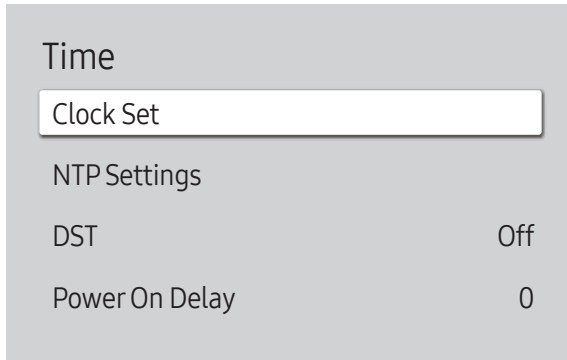 Time
Clock Set
NTP Settings
DST Off
Power On Delay 0